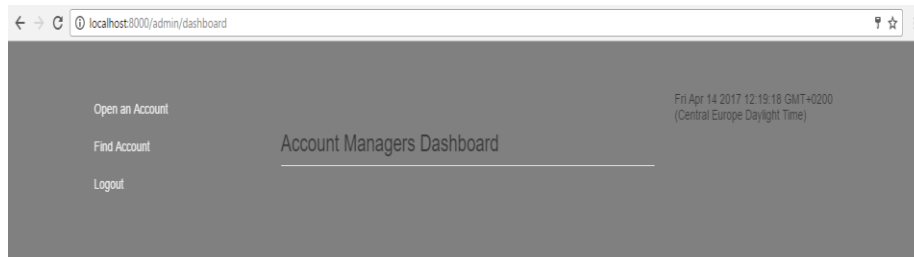 localhost:8000/admin/dashboard
Open an Account
Find Account
Logout
Account Managers Dashboard
Fri Apr 14 2017 12:19:18 GMT+0200
(Central Europe Daylight Time)